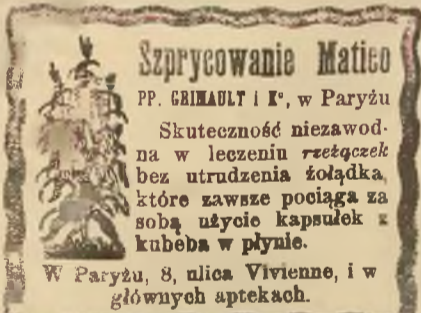 Szprycowanie Matico
PP. GRIMAULT i Kᵉ, w Paryżu
Skuteczność niezawod-
na w leczeniu rzeżączek
bez utrudzenia żołądka,
które zawsze pociąga za
sobą użycie kapsułek z
kubeba w płynie.
W Paryżu, 8, ulica Vivienne, i w
głównych aptekach.